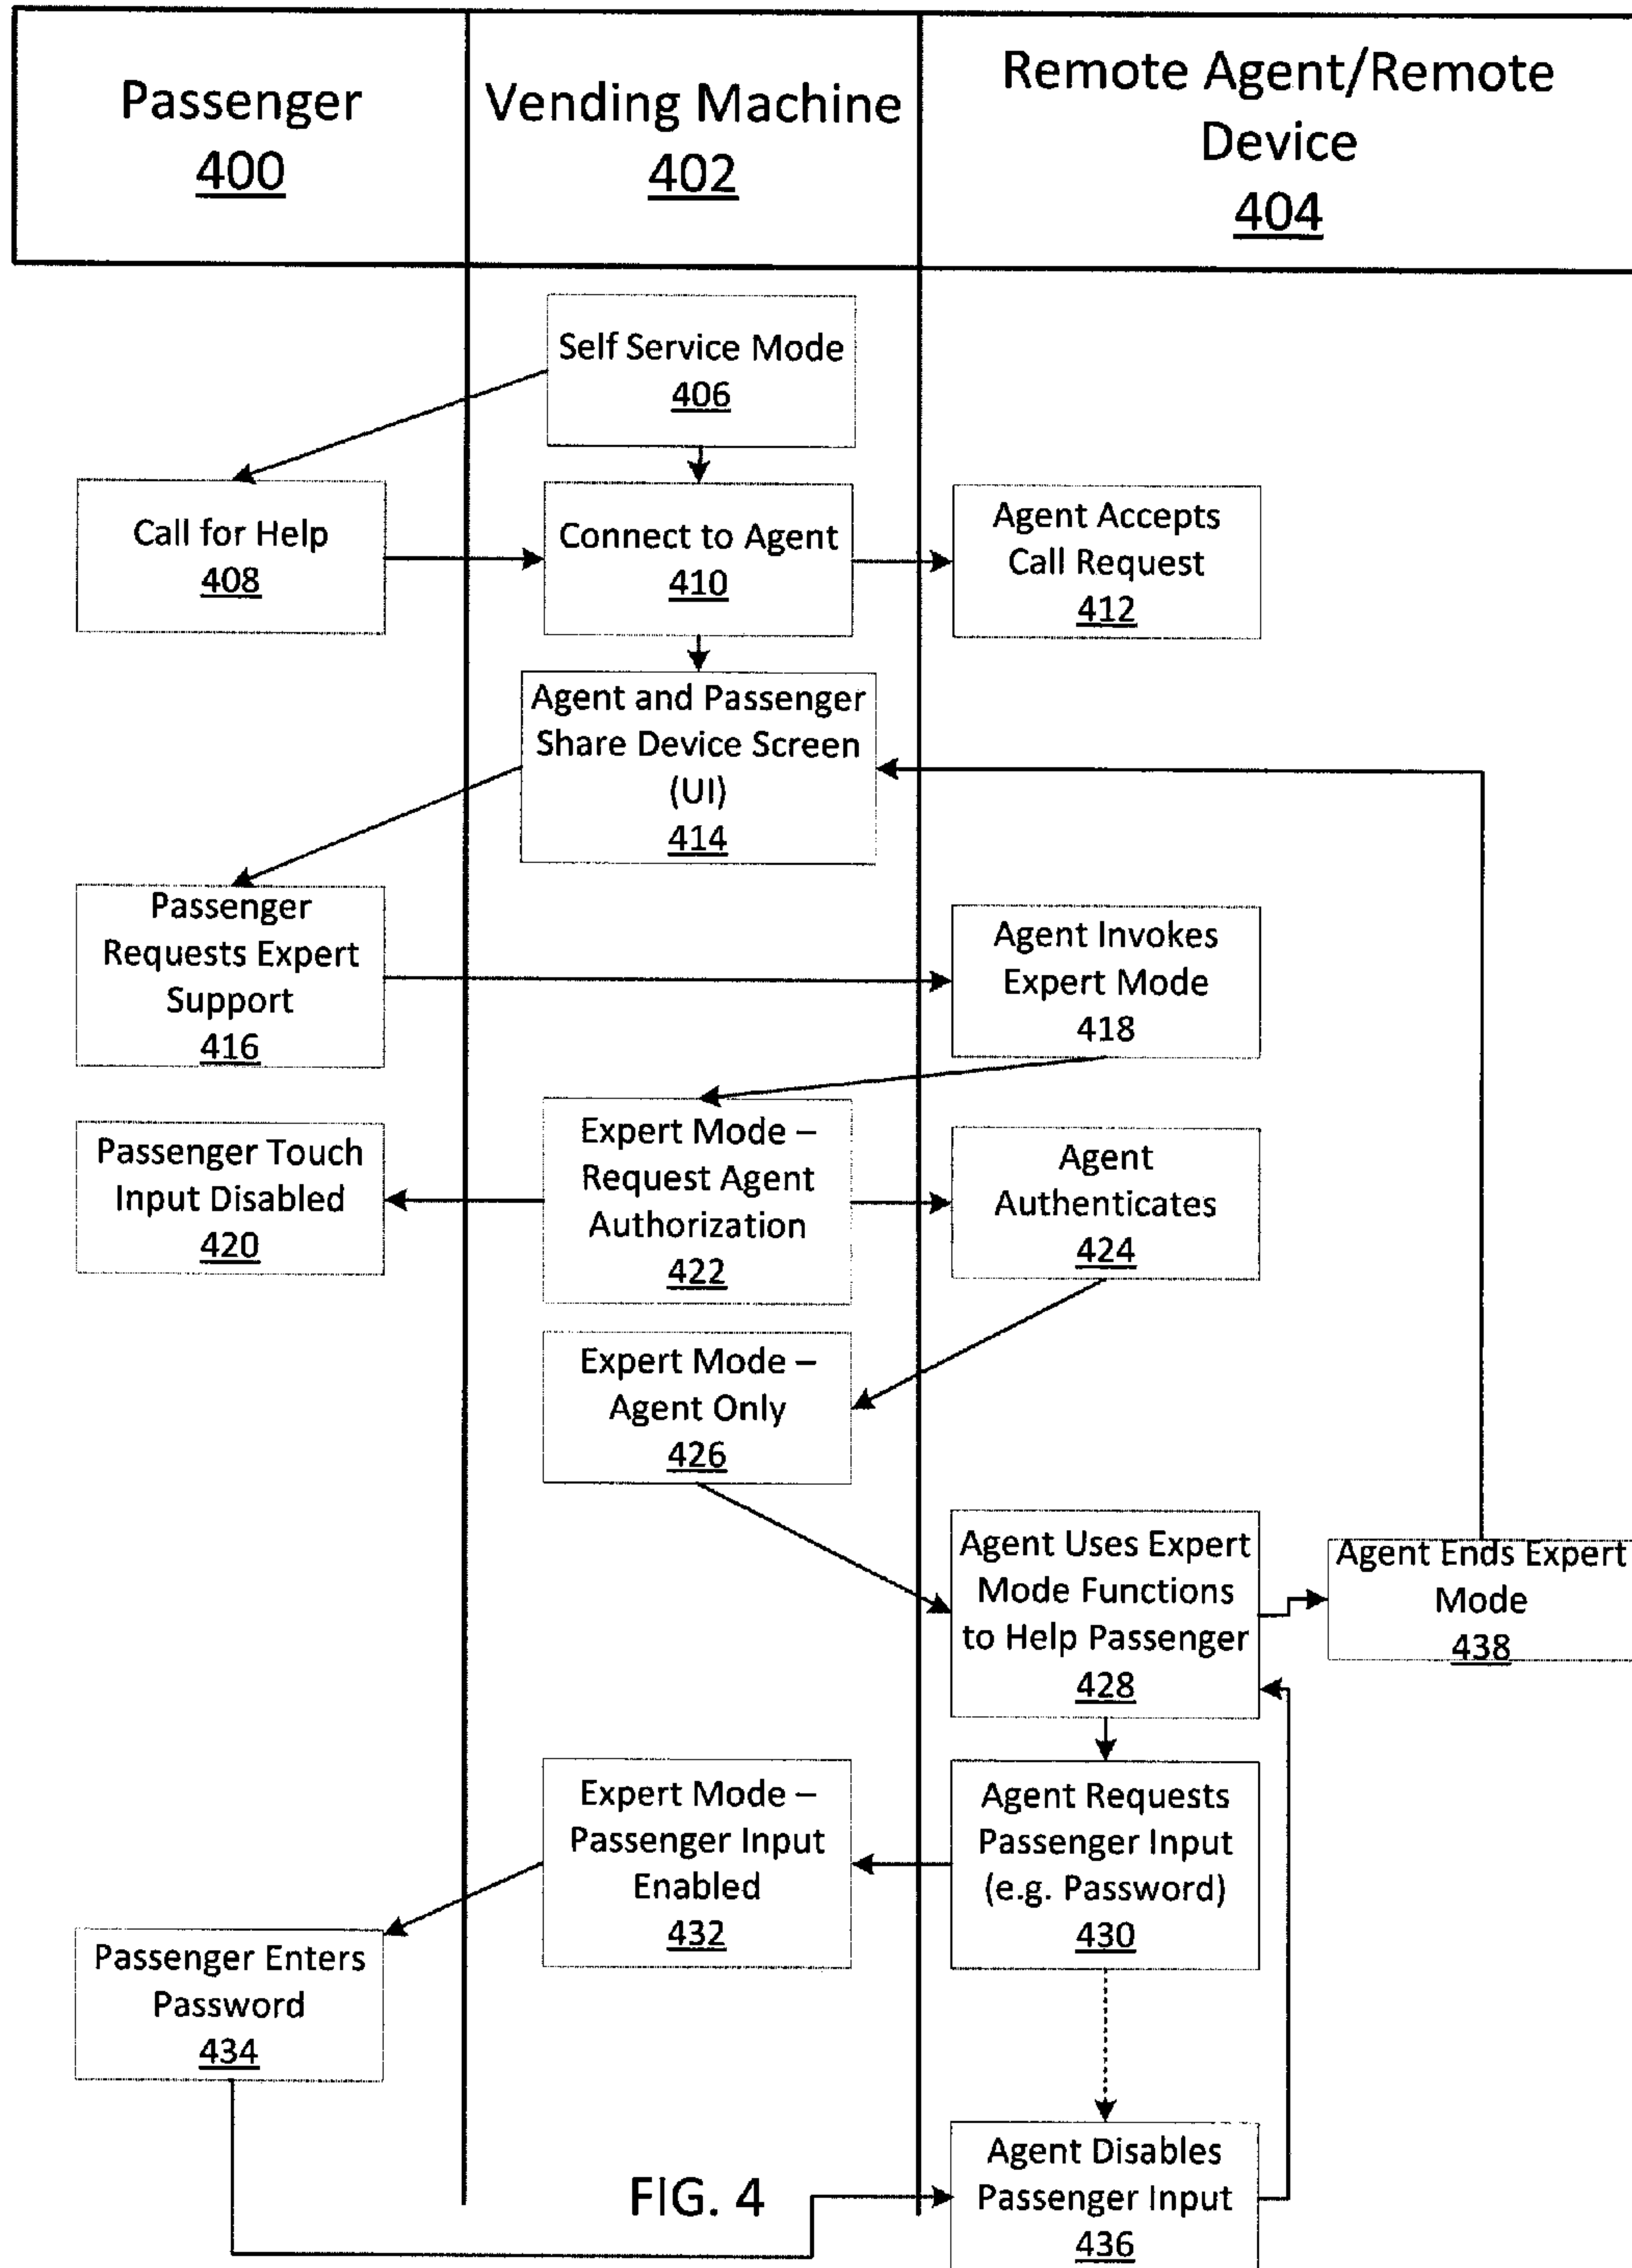 Passenger
400
Vending Machine
402
Remote Agent/Remote
Device
404
Self Service Mode
406
Call for Help
408
Connect to Agent
410
Agent Accepts
Call Request
412
Agent and Passenger
Share Device Screen
(UI)
414
Passenger
Requests Expert
Support
416
Agent Invokes
Expert Mode
418
Passenger Touch
Input Disabled
420
Expert Mode –
Request Agent
Authorization
422
Agent
Authenticates
424
Expert Mode –
Agent Only
426
Agent Uses Expert
Mode Functions
to Help Passenger
428
Agent Ends Expert
Mode
438
Expert Mode –
Passenger Input
Enabled
432
Agent Requests
Passenger Input
(e.g. Password)
430
Passenger Enters
Password
434
Agent Disables
Passenger Input
436
FIG. 4